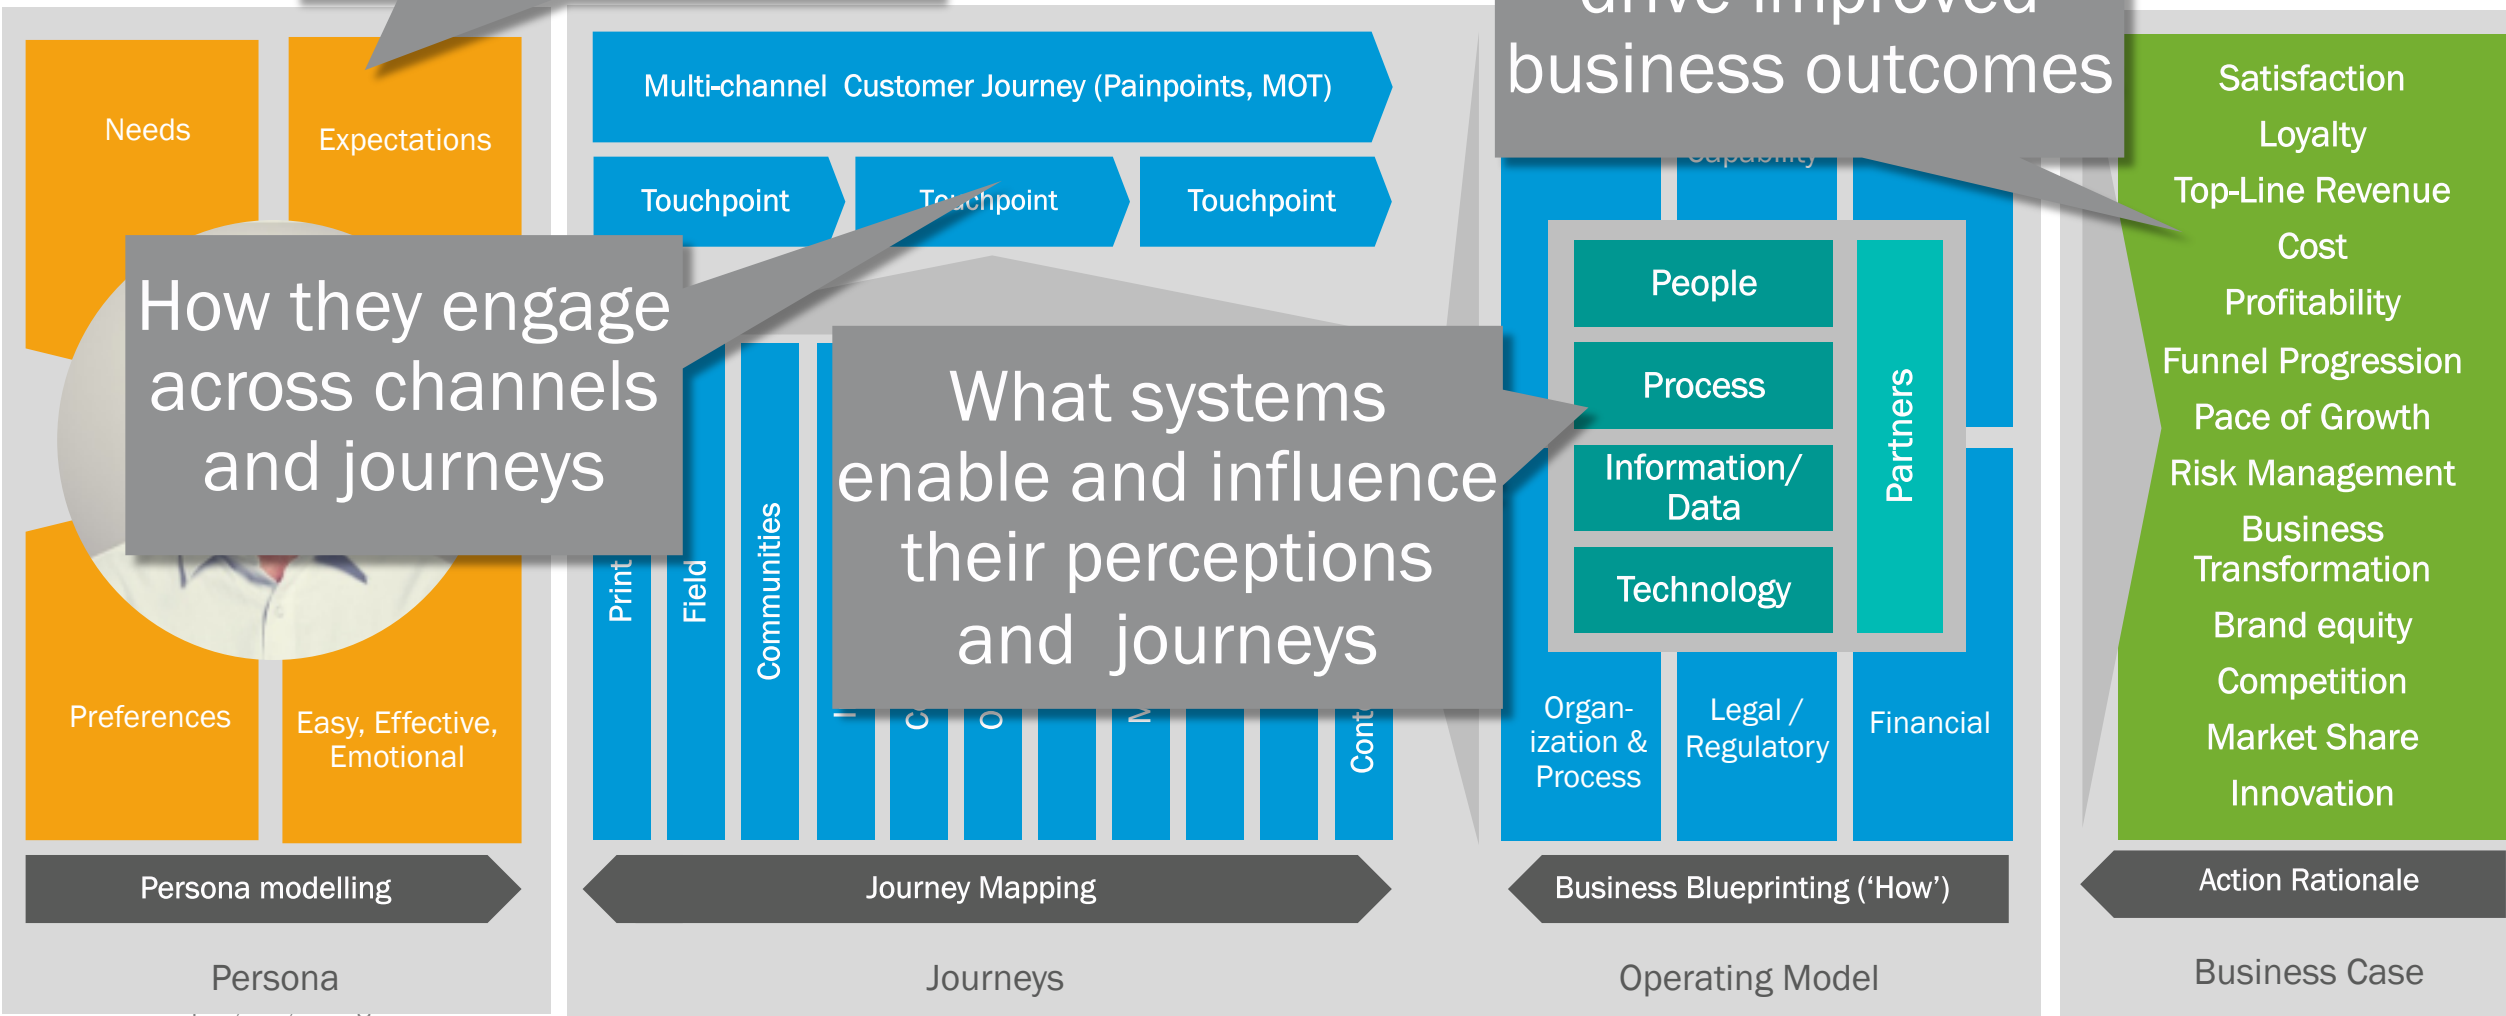 drive improved
business outcomes
Needs
Expectations
Preferences
Easy, Effective,
Emotional
How they engage
across channels
and journeys
Persona modelling
Persona
Multi-channel  Customer Journey (Painpoints, MOT)
Touchpoint
Touchpoint
Touchpoint
Print
Field
Communities
What systems
enable and influence
their perceptions
and  journeys
Journey Mapping
Journeys
Capability
People
Process
Information/
Data
Technology
Partners
Organ-
ization &
Process
Legal /
Regulatory
Financial
Business Blueprinting (‘How’)
Operating Model
Satisfaction
Loyalty
Top-Line Revenue
Cost
Profitability
Funnel Progression
Pace of Growth
Risk Management
Business
Transformation
Brand equity
Competition
Market Share
Innovation
Action Rationale
Business Case